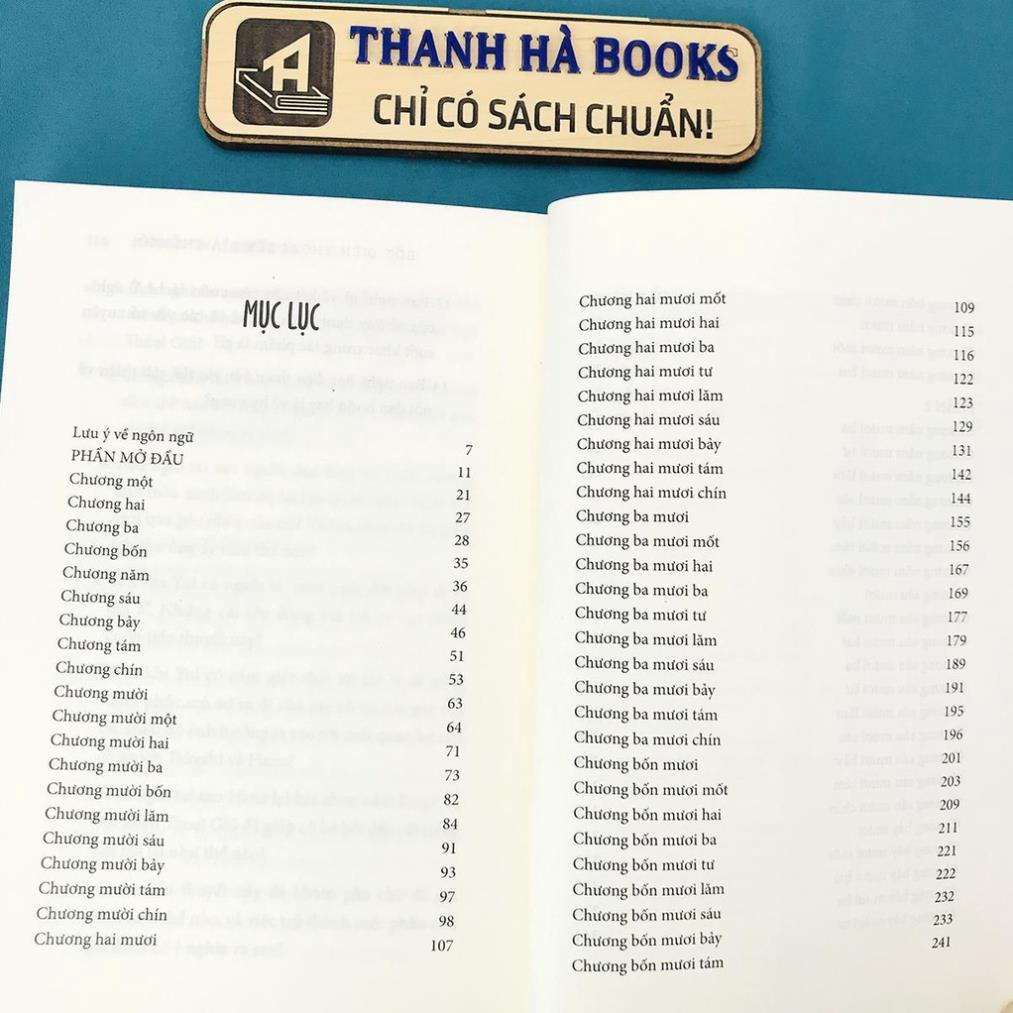 THANH HÀ BOOKS
CHỈ CÓ SÁCH CHUẨN!
MỤC LỤC
Lưu ý về ngôn ngữ 7
PHẦN MỞ ĐẦU 11
Chương một 21
Chương hai 27
Chương ba 28
Chương bốn 35
Chương năm 36
Chương sáu 44
Chương bảy 46
Chương tám 51
Chương chín 53
Chương mười 63
Chương mười một 64
Chương mười hai 71
Chương mười ba 73
Chương mười bốn 82
Chương mười lăm 84
Chương mười sáu 91
Chương mười bảy 93
Chương mười tám 97
Chương mười chín 98
Chương hai mươi 107
Chương hai mươi mốt 109
Chương hai mươi hai 115
Chương hai mươi ba 116
Chương hai mươi tư 122
Chương hai mươi lăm 123
Chương hai mươi sáu 129
Chương hai mươi bảy 131
Chương hai mươi tám 142
Chương hai mươi chín 144
Chương ba mươi 155
Chương ba mươi mốt 156
Chương ba mươi hai 167
Chương ba mươi ba 169
Chương ba mươi tư 177
Chương ba mươi lăm 179
Chương ba mươi sáu 189
Chương ba mươi bảy 191
Chương ba mươi tám 195
Chương ba mươi chín 196
Chương bốn mươi 201
Chương bốn mươi mốt 203
Chương bốn mươi hai 209
Chương bốn mươi ba 211
Chương bốn mươi tư 221
Chương bốn mươi lăm 222
Chương bốn mươi sáu 232
Chương bốn mươi bảy 233
Chương bốn mươi tám 241